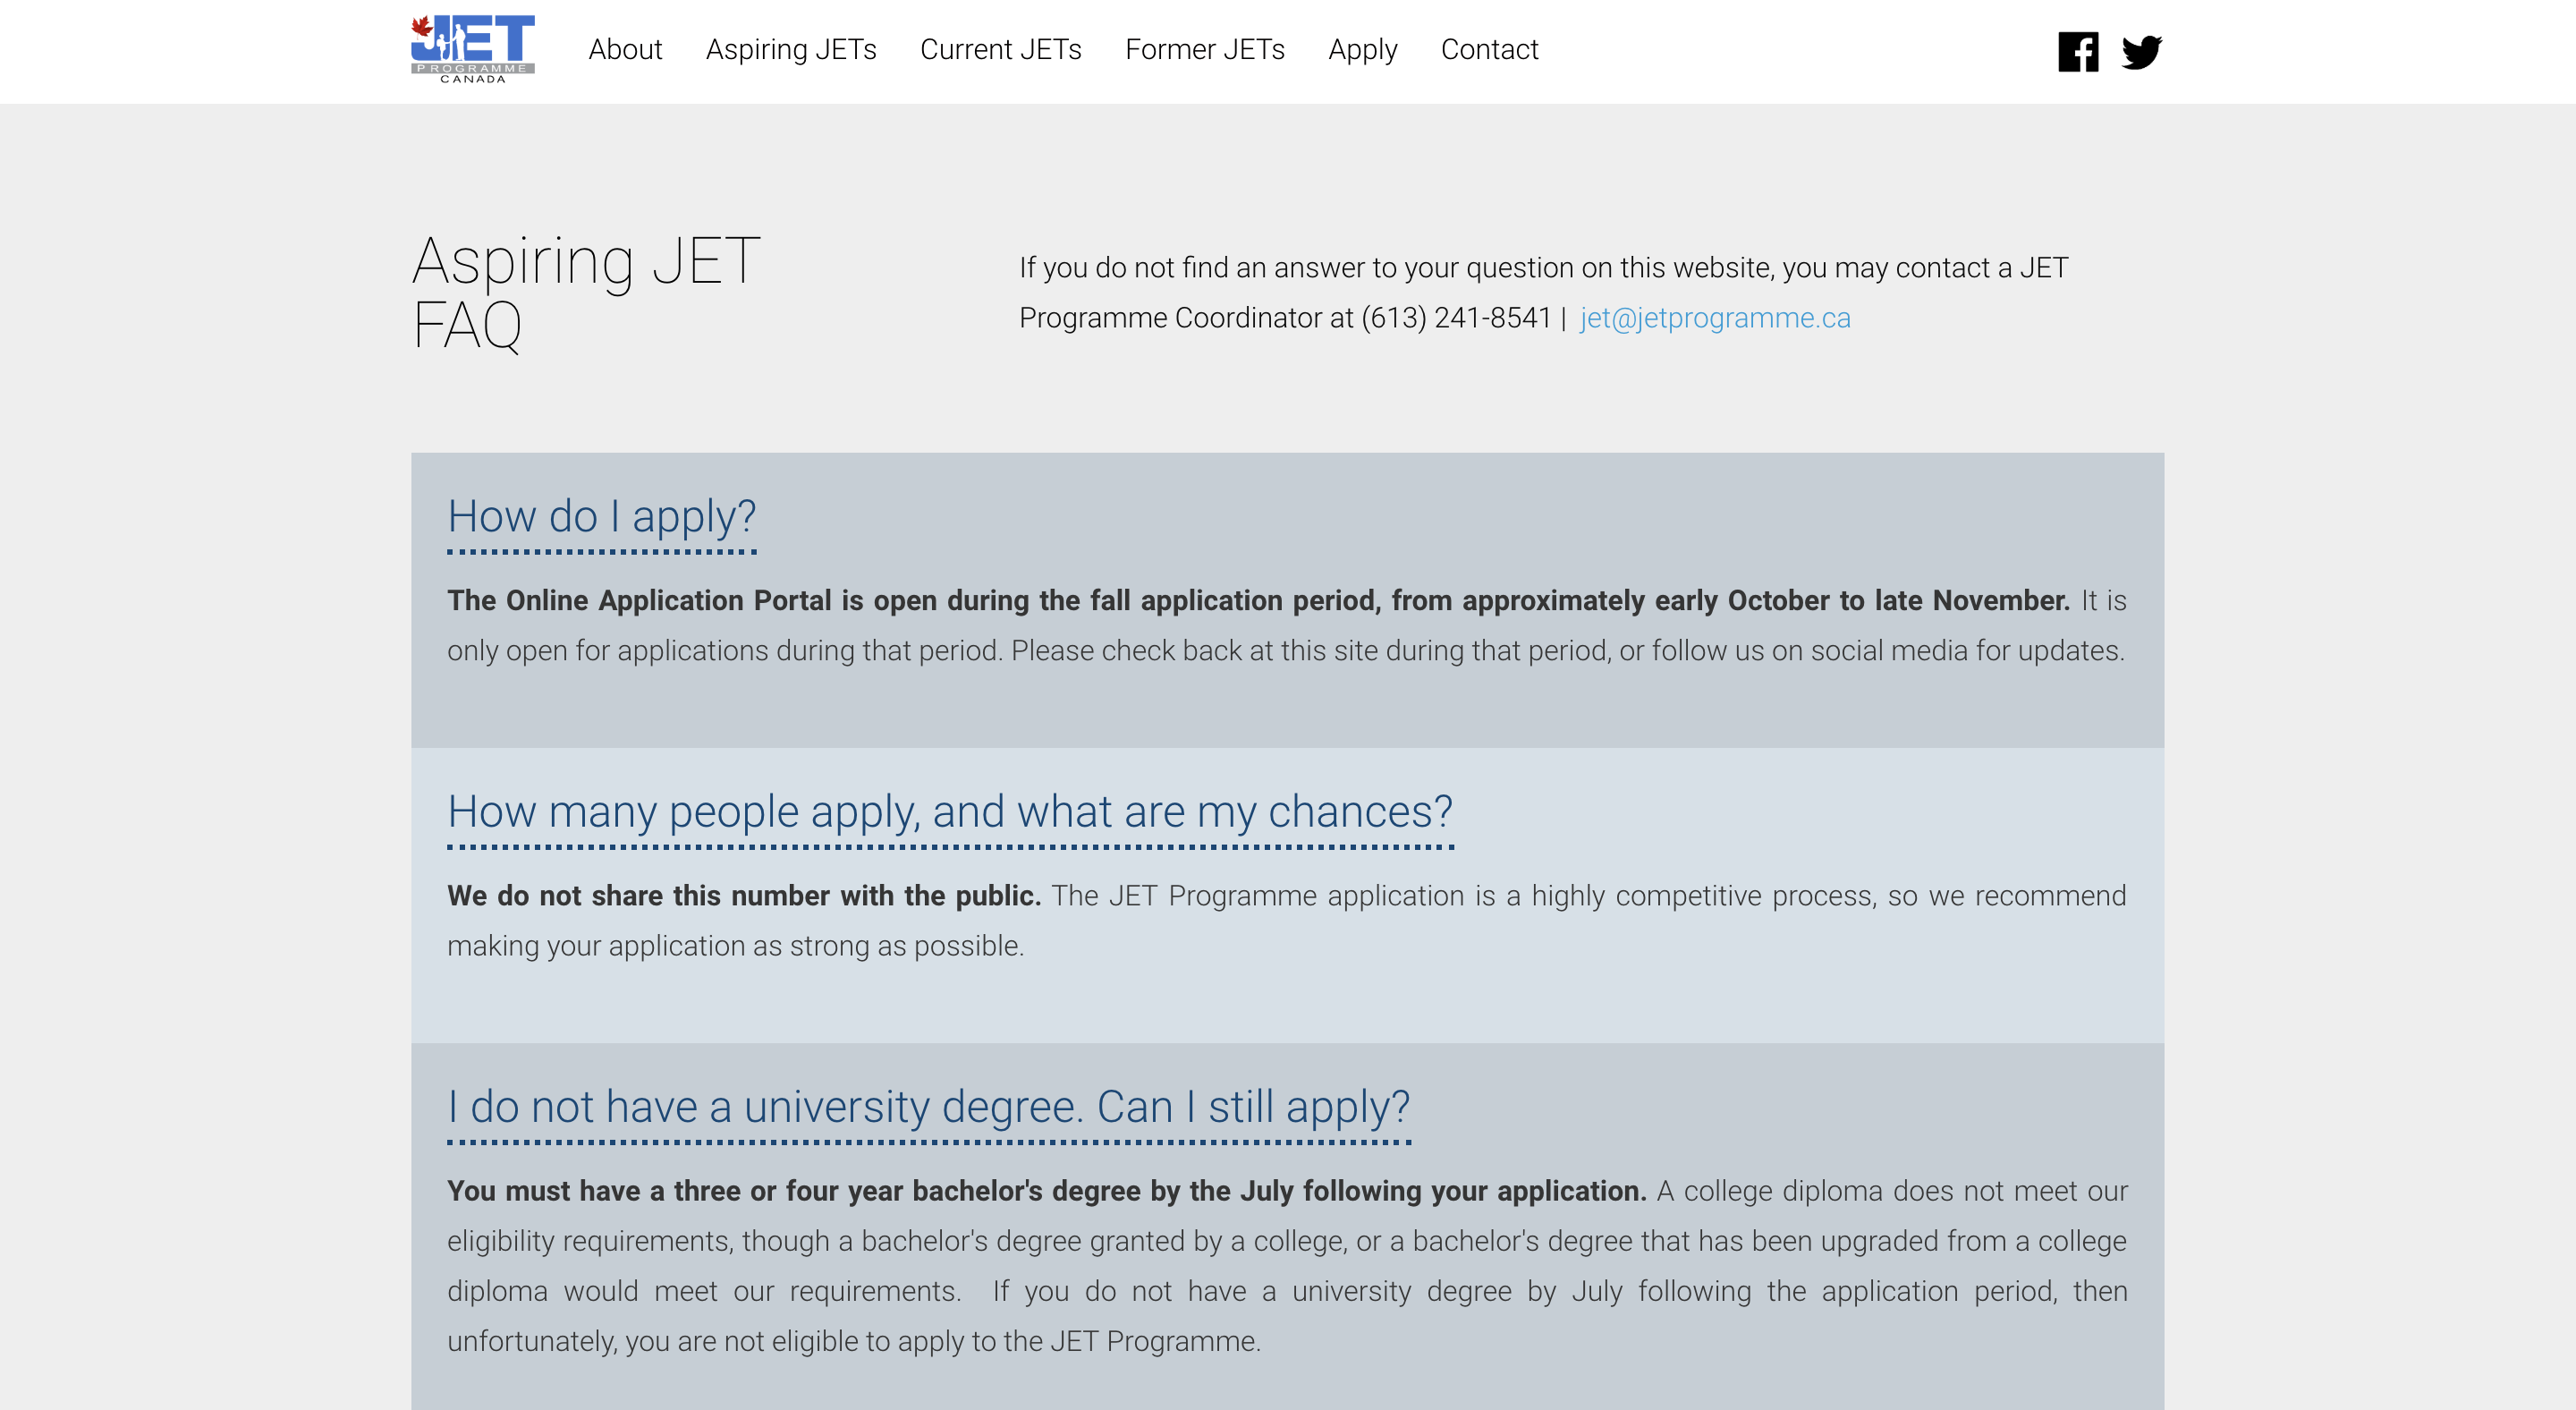 JET
PROGRAMME
CANADA
About
Aspiring JETs
Current JETs
Former JETs
Apply
Contact
Aspiring JET
FAQ
If you do not find an answer to your question on this website, you may contact a JET
Programme Coordinator at (613) 241-8541 | jet@jetprogramme.ca
How do I apply?
The Online Application Portal is open during the fall application period, from approximately early October to late November. It is
only open for applications during that period. Please check back at this site during that period, or follow us on social media for updates.
How many people apply, and what are my chances?
We do not share this number with the public. The JET Programme application is a highly competitive process, so we recommend
making your application as strong as possible.
I do not have a university degree. Can I still apply?
You must have a three or four year bachelor's degree by the July following your application. A college diploma does not meet our
eligibility requirements, though a bachelor's degree granted by a college, or a bachelor's degree that has been upgraded from a college
diploma would meet our requirements.  If you do not have a university degree by July following the application period, then
unfortunately, you are not eligible to apply to the JET Programme.